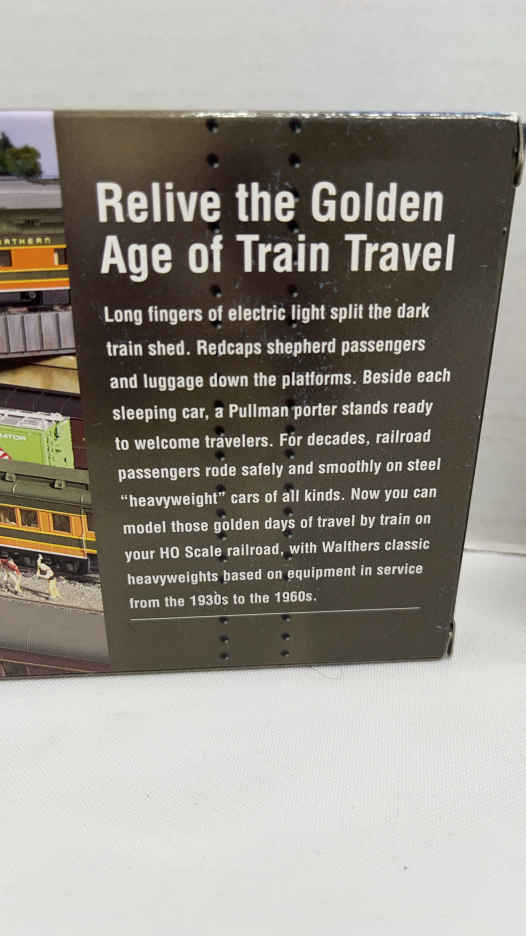 Relive the Golden
Age of Train Travel
Long fingers of electric light split the dark
train shed. Redcaps shepherd passengers
and luggage down the platforms. Beside each
sleeping car, a Pullman porter stands ready
to welcome travelers. For decades, railroad
passengers rode safely and smoothly on steel
"heavyweight" cars of all kinds. Now you can
model those golden days of travel by train on
your HO Scale railroad, with Walthers classic
heavyweights based on equipment in service
from the 1930s to the 1960s.